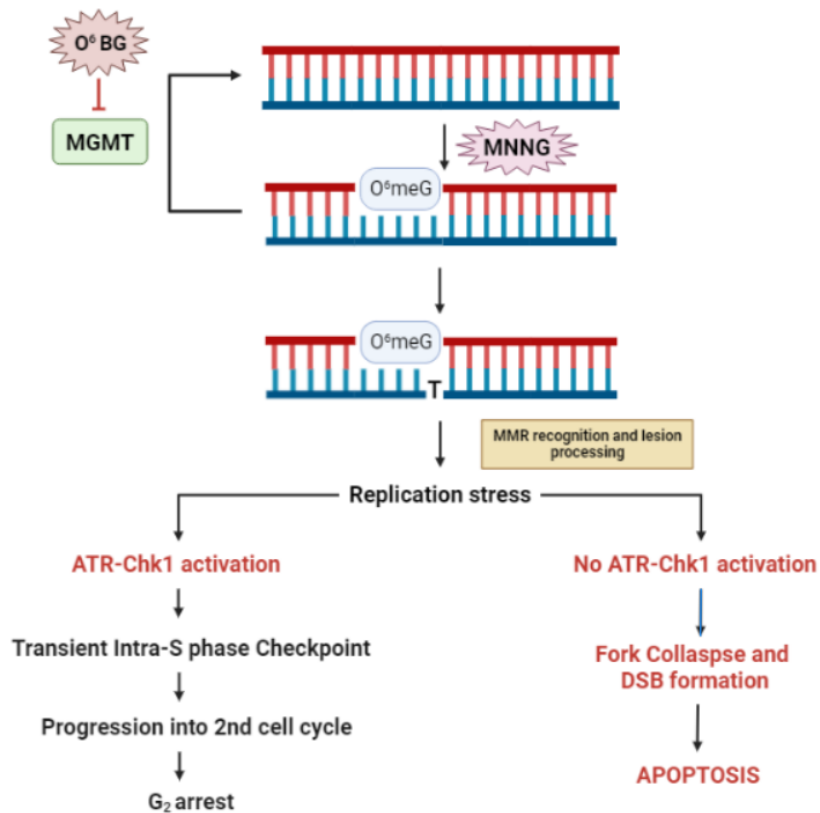 O⁶ BG
MGMT
MNNG
O⁶meG
O⁶meG
T
MMR recognition and lesion
processing
Replication stress
ATR-Chk1 activation
No ATR-Chk1 activation
Transient Intra-S phase Checkpoint
Fork Collaspse and
DSB formation
Progression into 2nd cell cycle
APOPTOSIS
G₂ arrest